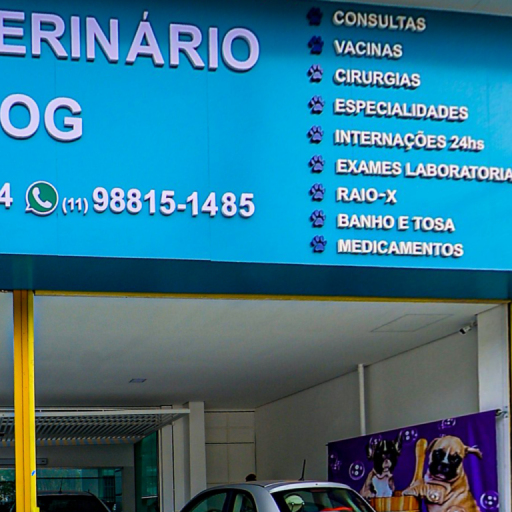 ERINÁRIO
OG
4 (11) 98815-1485
CONSULTAS
VACINAS
CIRURGIAS
ESPECIALIDADES
INTERNAÇÕES 24hs
EXAMES LABORATORIA
RAIO-X
BANHO E TOSA
MEDICAMENTOS